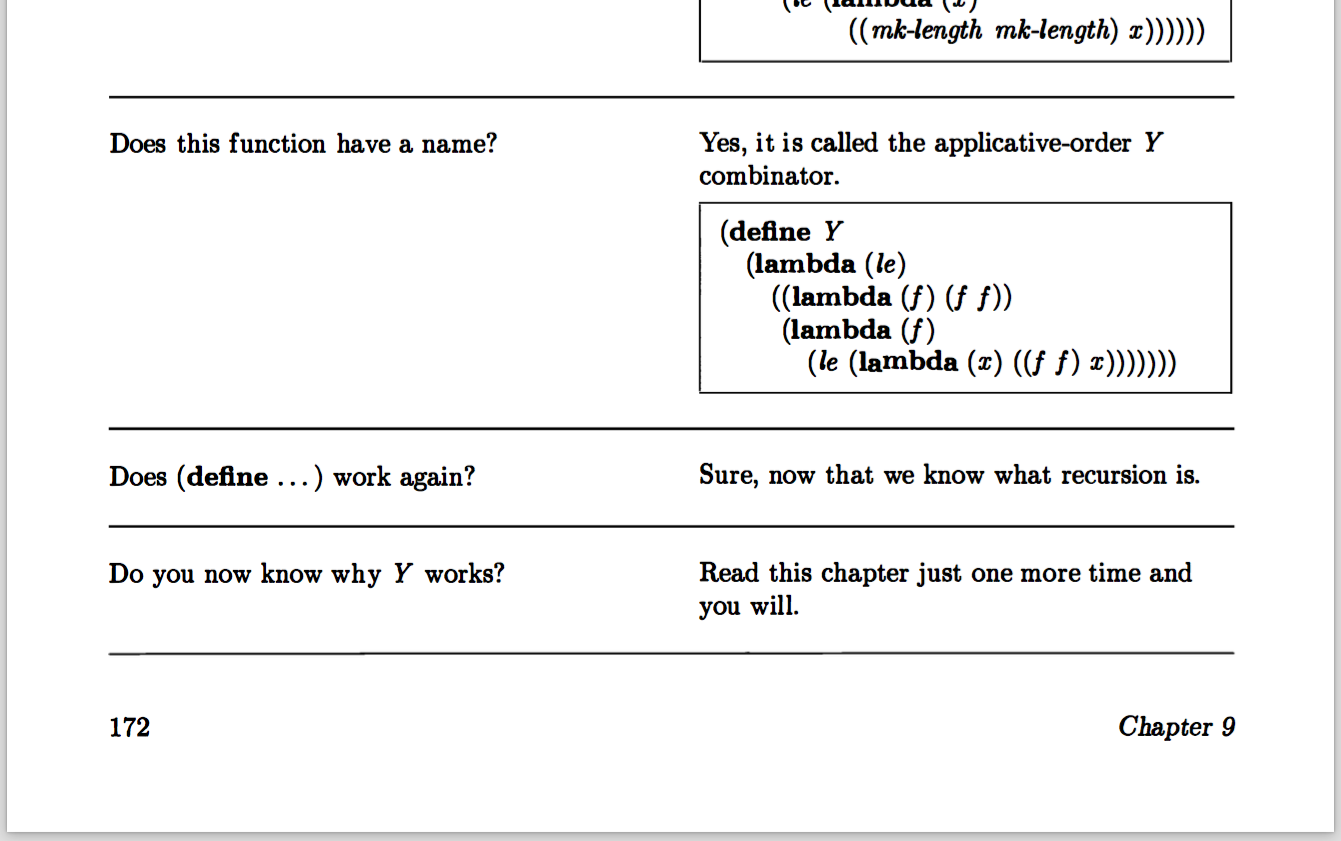 ((mk-length mk-length) x))))))
Does this function have a name?
Yes, it is called the applicative-order Y
combinator.
(define Y
(lambda (le)
((lambda (f) (f f))
(lambda (f)
(le (lambda (x) ((f f) x)))))))
Does (define ...) work again?
Sure, now that we know what recursion is.
Do you now know why Y works?
Read this chapter just one more time and
you will.
172
Chapter 9